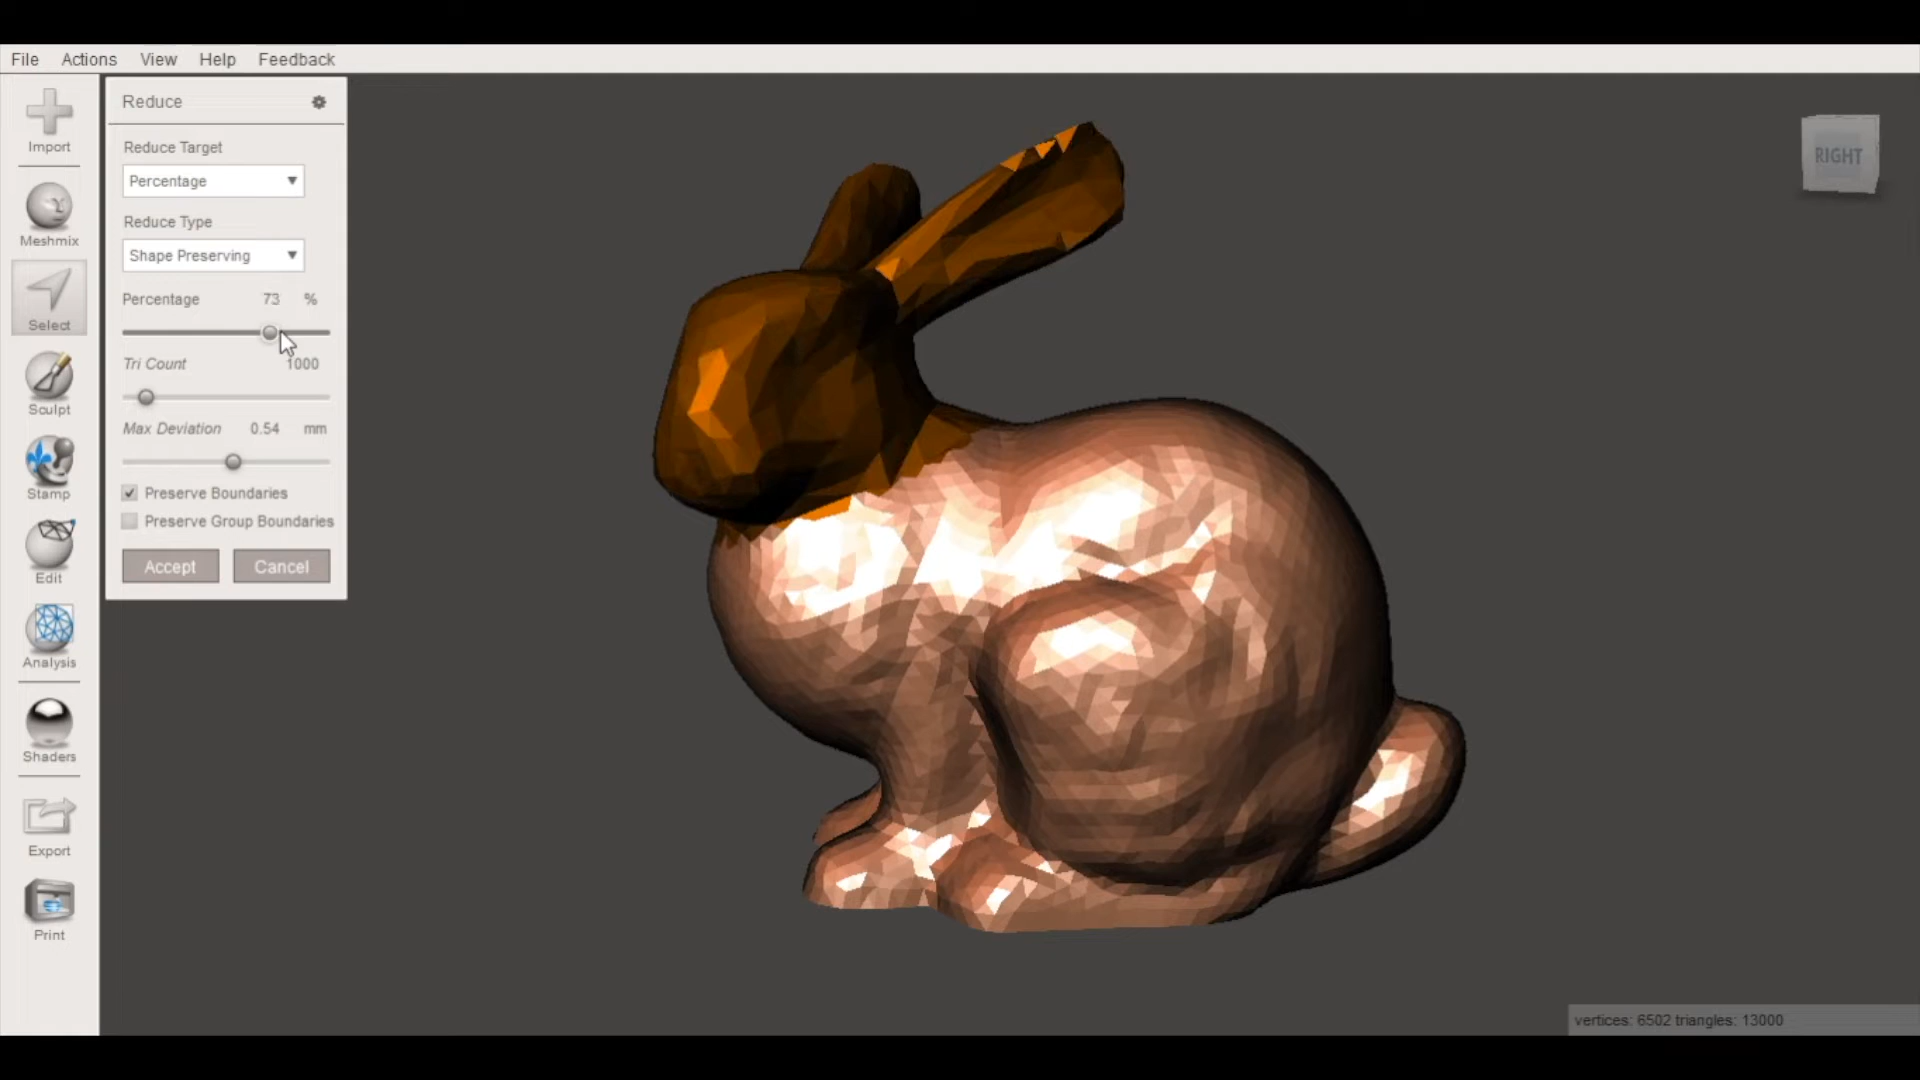 File Actions View Help Feedback
Import
Meshmix
Select
Sculpt
Stamp
Edit
Analysis
Shaders
Export
Print
Reduce
Reduce Target
Percentage
Reduce Type
Shape Preserving
Percentage 73 %
Tri Count 1000
Max Deviation 0.54 mm
Preserve Boundaries
Preserve Group Boundaries
Accept Cancel
RIGHT
vertices: 6502 triangles: 13000